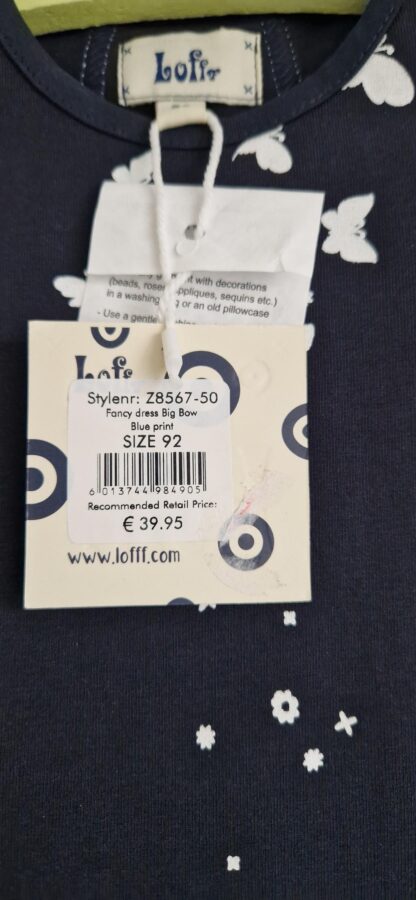 Lofff
with decorations
(beads,
appliques, sequins etc.)
in a washing
or an old pillowcase
- Use a gentle
Lofff
Stylenr: Z8567-50
Fancy dress Big Bow
Blue print
SIZE 92
6 013744 984905
Recommended Retail Price:
€ 39.95
www.lofff.com